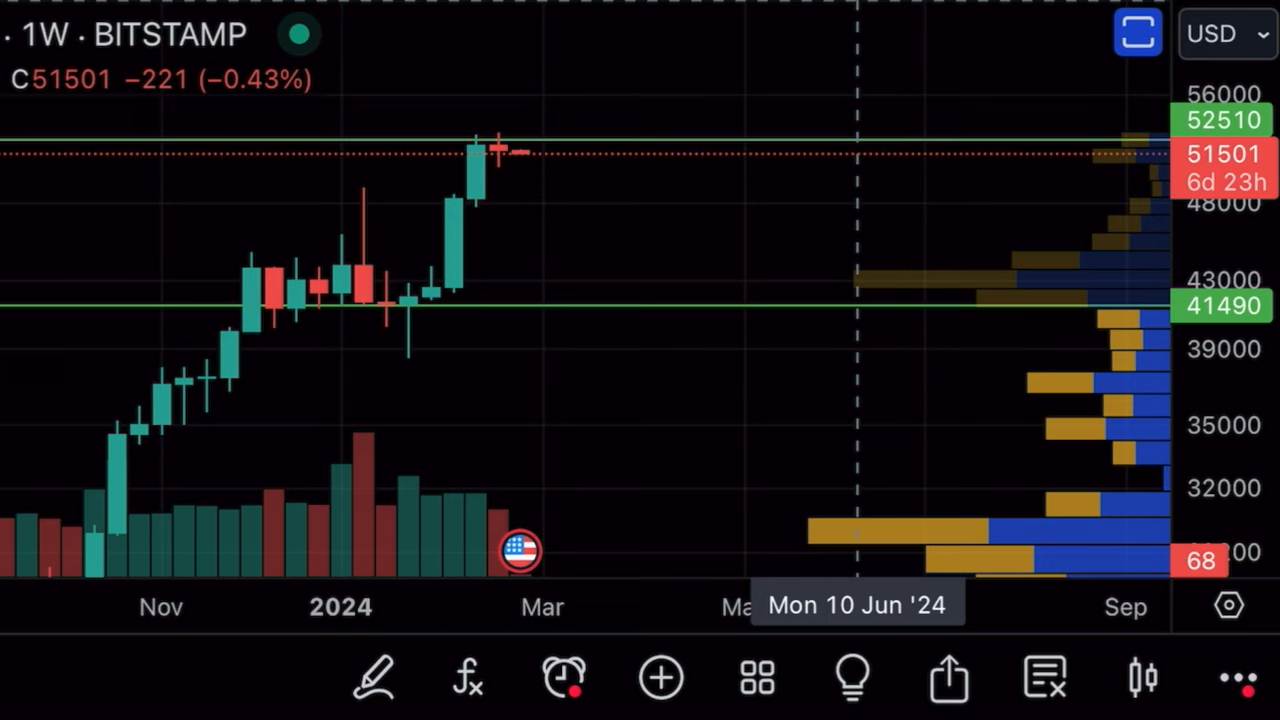 · 1W · BITSTAMP
USD
C51501 −221 (−0.43%)
56000
52510
51501
6d 23h
48000
43000
41490
39000
35000
32000
68
Nov
2024
Mar
Mon 10 Jun '24
Sep
fx